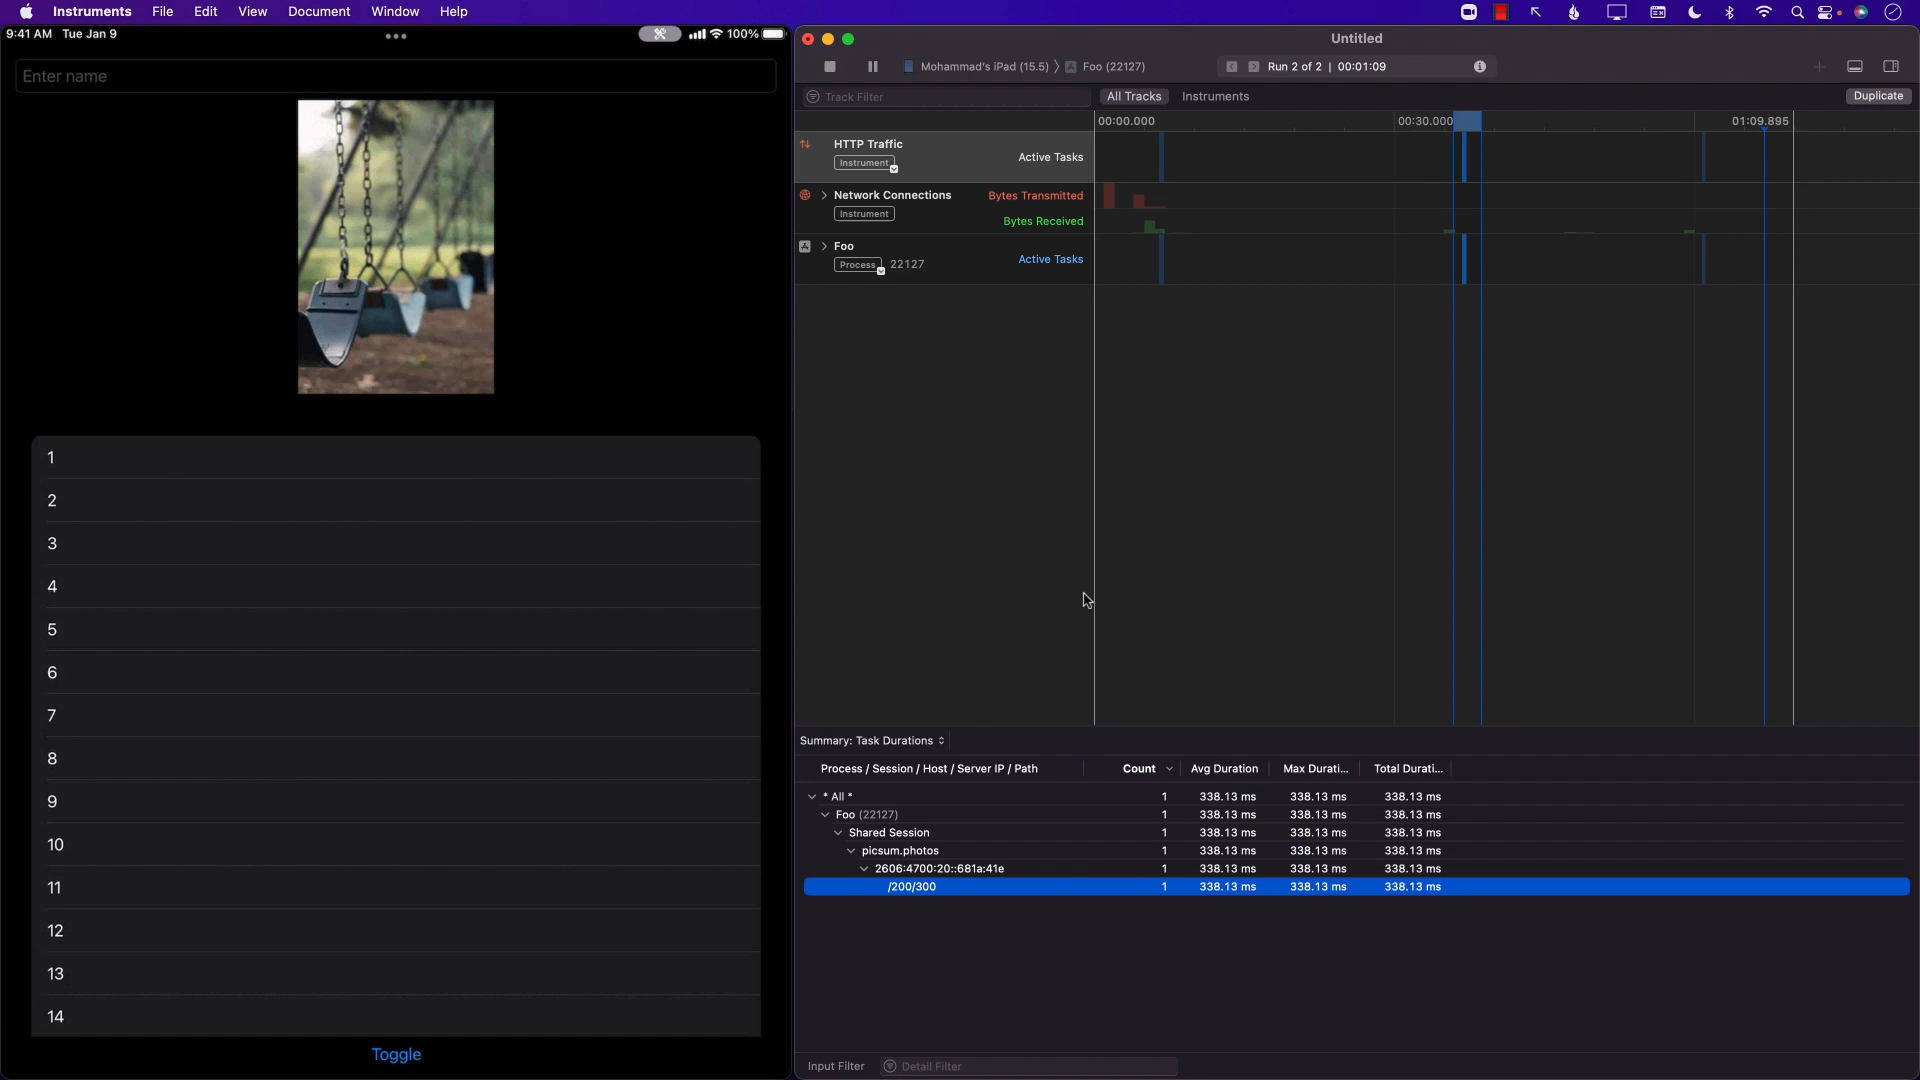 Instruments File Edit View Document Window Help
9:41 AM Tue Jan 9
100%
Enter name
1
2
3
4
5
6
7
8
9
10
11
12
13
14
Toggle
Untitled
Mohammad's iPad (15.5) 〉 Foo (22127)
Run 2 of 2 | 00:01:09
Track Filter
All Tracks Instruments
Duplicate
00:00.000 00:30.000 01:09.895
HTTP Traffic
Instrument
Active Tasks
Network Connections
Bytes Transmitted
Instrument
Bytes Received
Foo
Process 22127
Active Tasks
Summary: Task Durations
Process / Session / Host / Server IP / Path Count Avg Duration Max Durati... Total Durati...
* All * 1 338.13 ms 338.13 ms 338.13 ms
Foo (22127) 1 338.13 ms 338.13 ms 338.13 ms
Shared Session 1 338.13 ms 338.13 ms 338.13 ms
picsum.photos 1 338.13 ms 338.13 ms 338.13 ms
2606:4700:20::681a:41e 1 338.13 ms 338.13 ms 338.13 ms
/200/300 1 338.13 ms 338.13 ms 338.13 ms
Input Filter Detail Filter